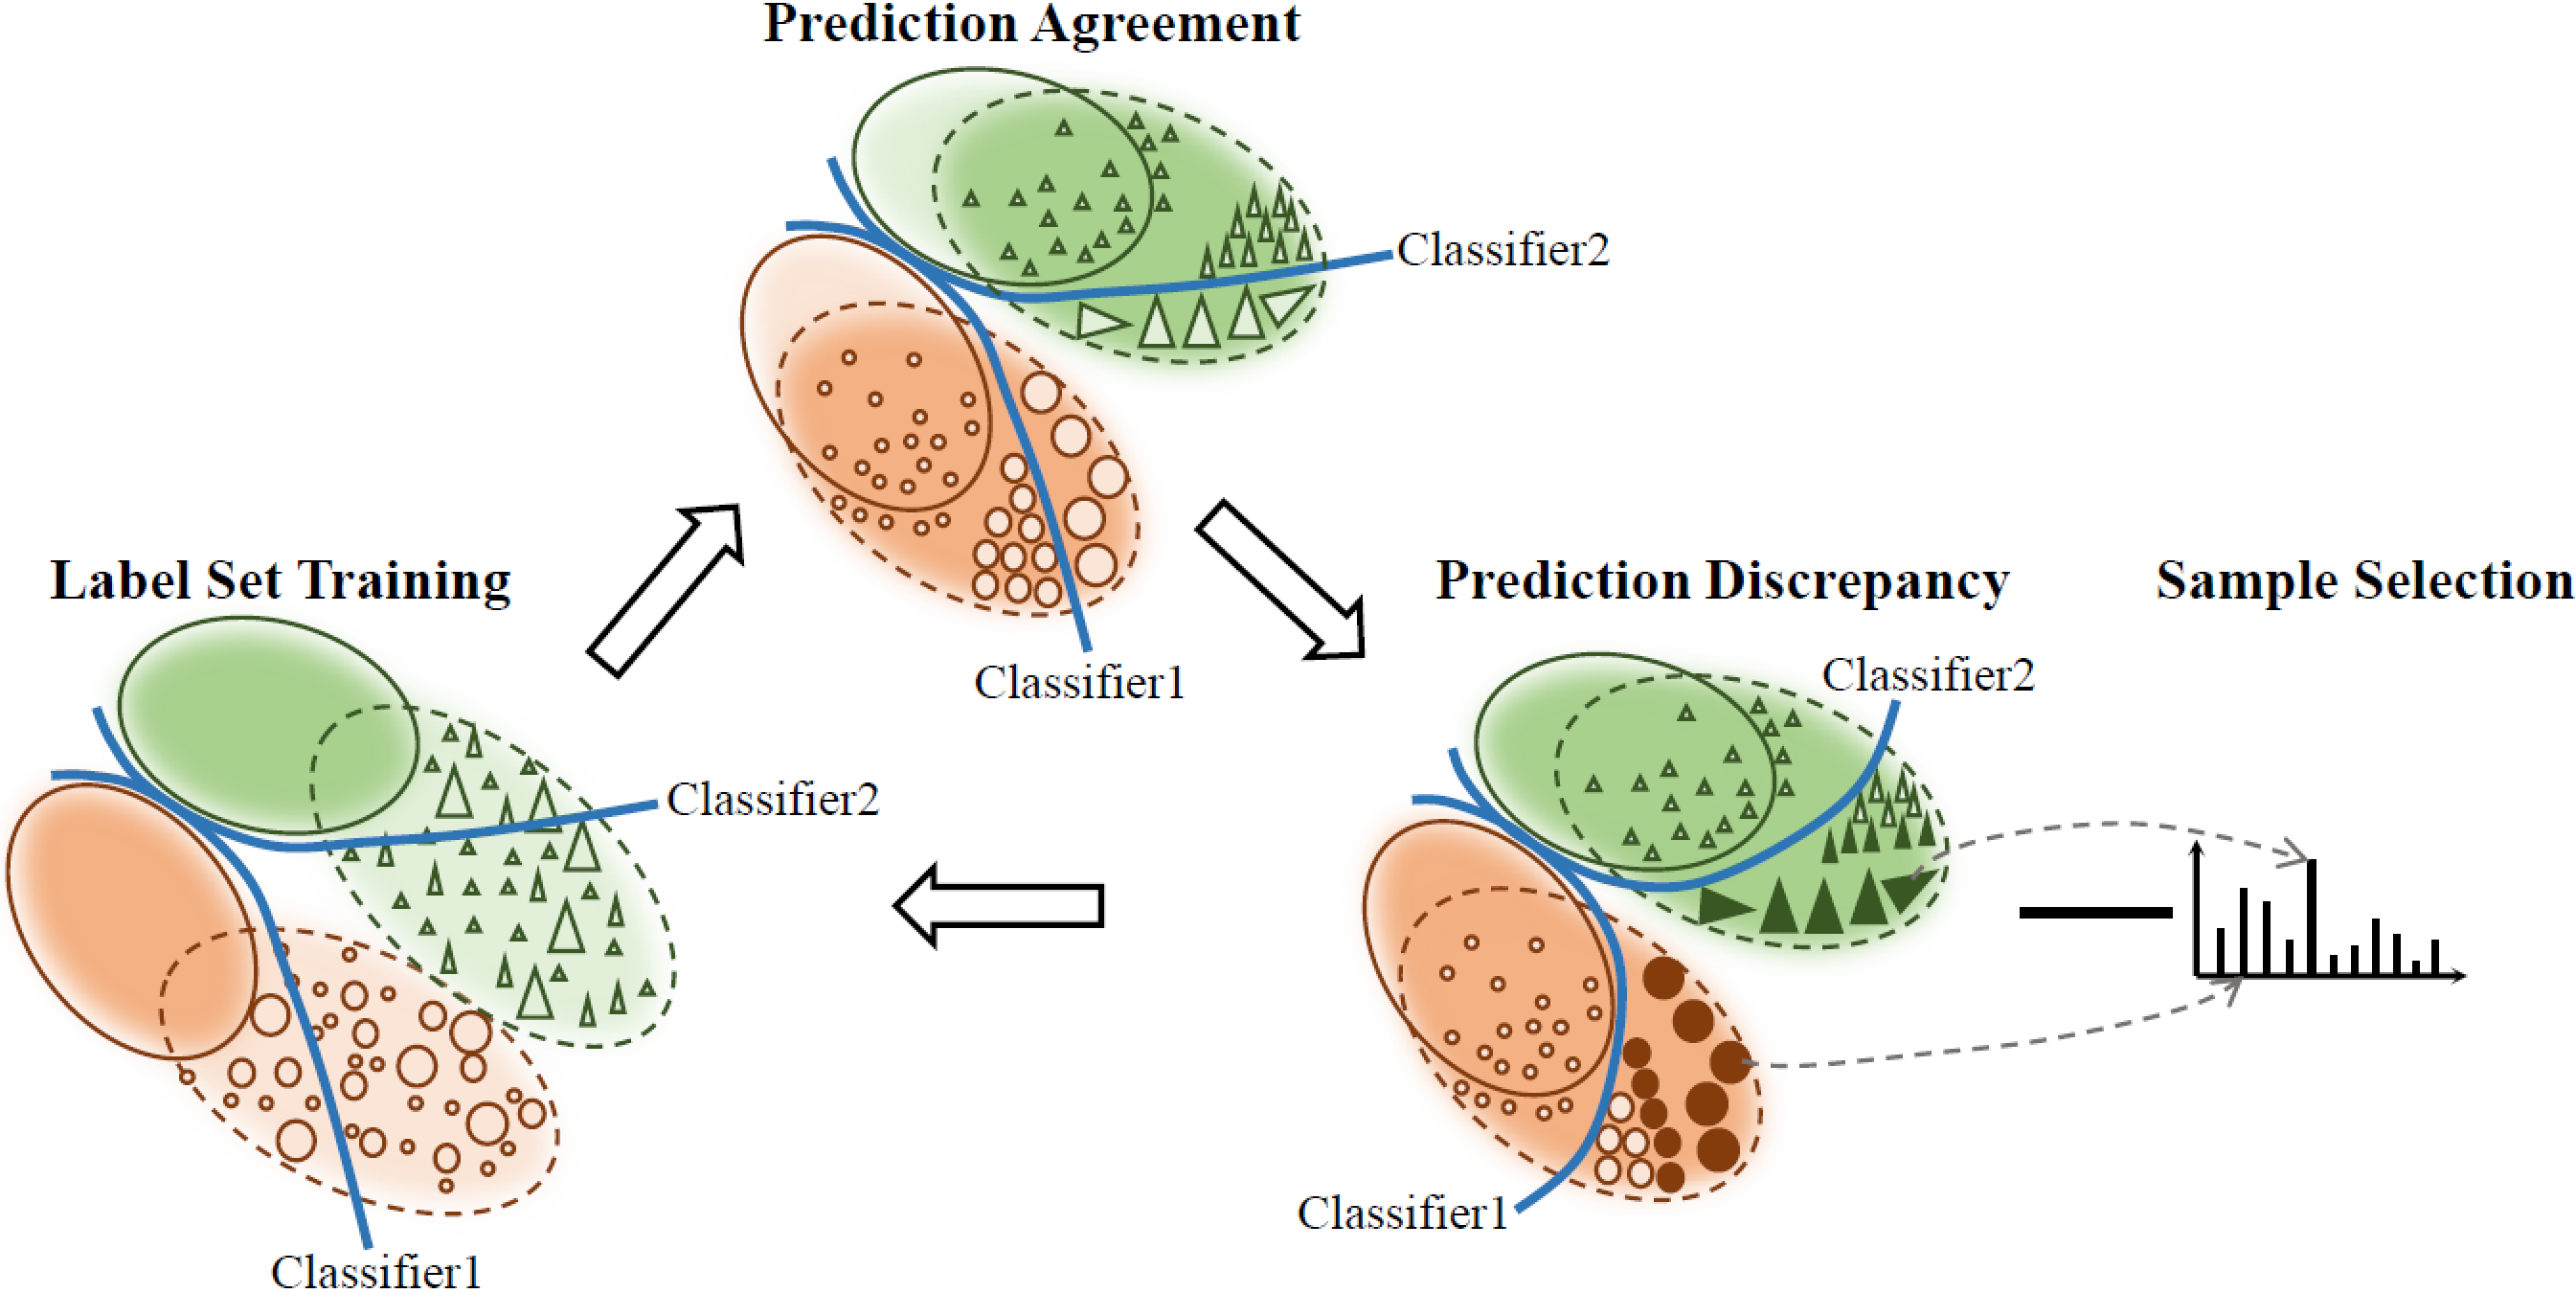 Prediction Agreement
Classifier2
Classifier1
Label Set Training
Classifier2
Classifier1
Prediction Discrepancy
Classifier2
Classifier1
Sample Selection